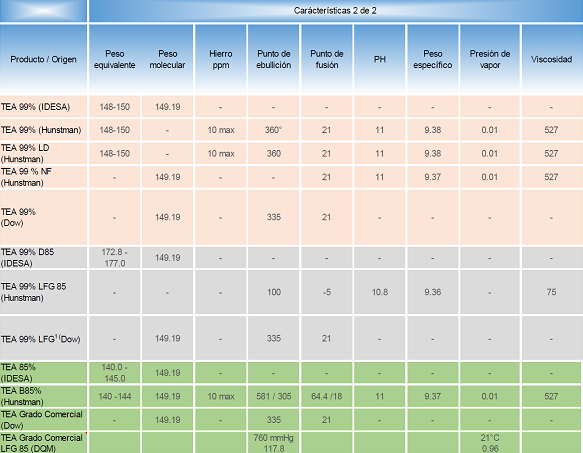 Carácterísticas 2 de 2
Producto / Origen Peso equivalente Peso molecular Hierro ppm Punto de ebullición Punto de fusión PH Peso específico Presión de vapor Viscosidad
TEA 99% (IDESA) 148-150 149.19 - - - - - - -
TEA 99% (Hunstman) 148-150 - 10 max 360° 21 11 9.38 0.01 527
TEA 99% LD (Hunstman) 148-150 - 10 max 360 21 11 9.38 0.01 527
TEA 99 % NF (Hunstman) - 149.19 - - 21 11 9.37 0.01 527
TEA 99% (Dow) - 149.19 - 335 21 - - - -
TEA 99% D85 (IDESA) 172.8 - 177.0 149.19 - - - - - - -
TEA 99% LFG 85 (Hunstman) - - - 100 -5 10.8 9.36 - 75
TEA 99% LFG¹⁽Dow) - 149.19 - 335 21 - - - -
TEA 85% (IDESA) 140.0 - 145.0 149.19 - - - - - - -
TEA B85% (Hunstman) 140 -144 149.19 10 max 581 / 305 64.4 /18 11 9.37 0.01 527
TEA Grado Comercial (Dow) - 149.19 - 335 21 - - - -
TEA Grado Comercial LFG 85 (DQM) 760 mmHg 117.8 21°C 0.96